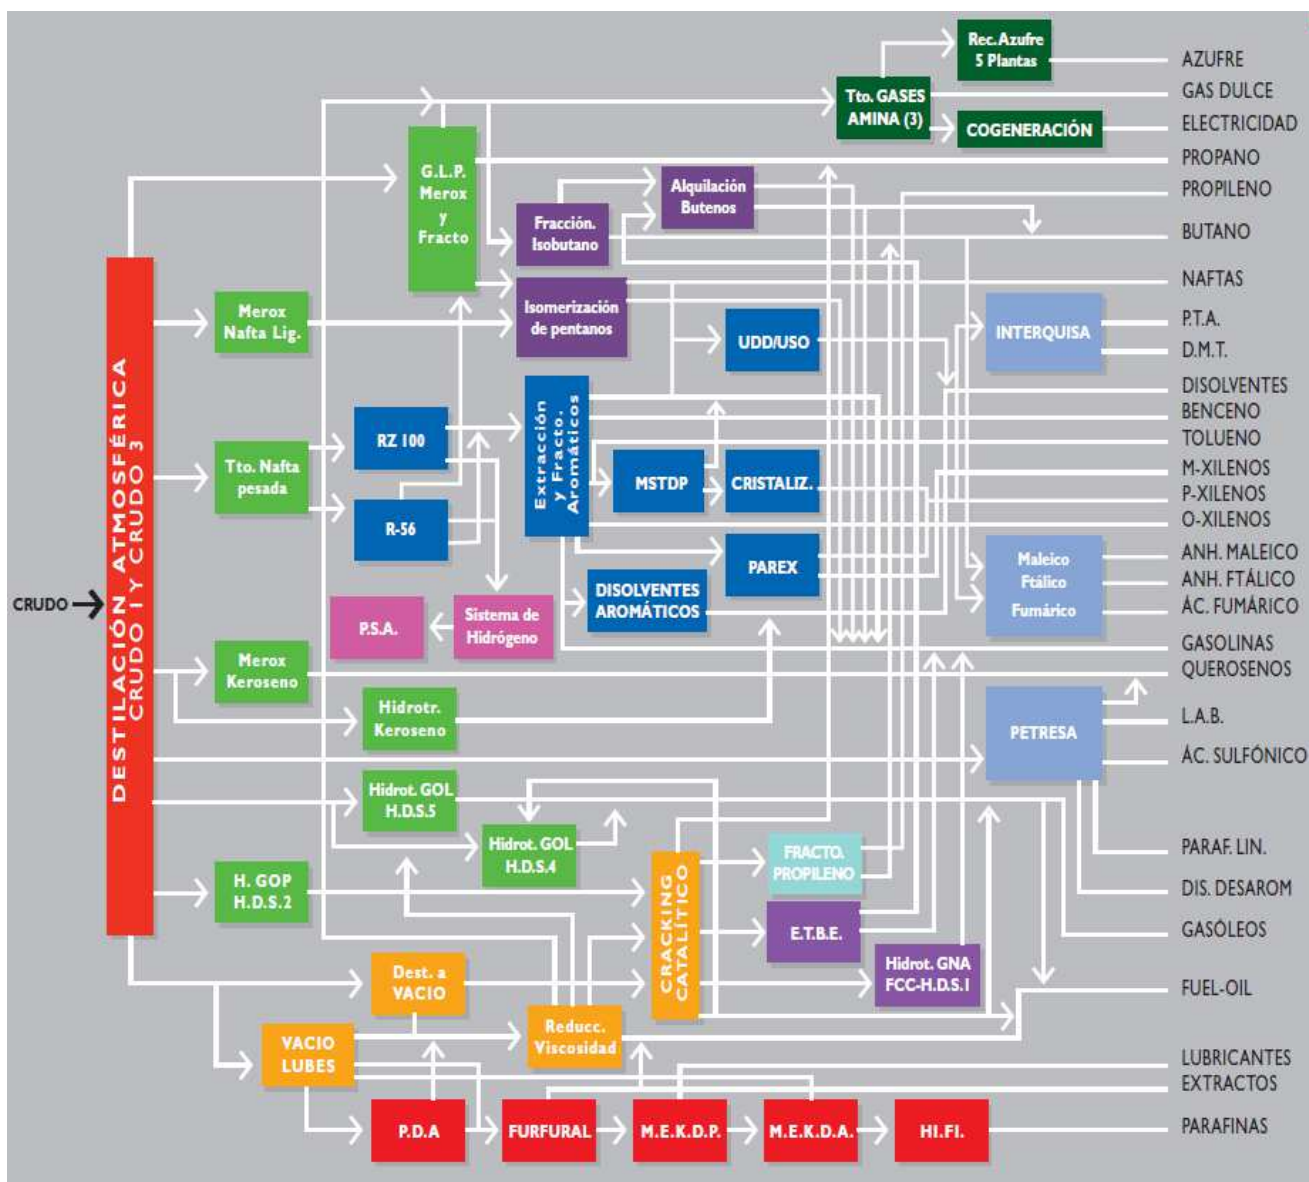 Rec. Azufre
5 Plantas
AZUFRE
Tto. GASES
AMINA (3)
GAS DULCE
COGENERACIÓN
ELECTRICIDAD
PROPANO
G.L.P.
Merox
y
Fracto
Alquilación
Butenos
PROPILENO
Fracción.
Isobutano
BUTANO
NAFTAS
Merox
Nafta Lig.
Isomerización
de pentanos
UDD/USO
INTERQUISA
P.T.A.
D.M.T.
DISOLVENTES
BENCENO
TOLUENO
M-XILENOS
P-XILENOS
O-XILENOS
DESTILACIÓN ATMOSFÉRICA
CRUDO 1 Y CRUDO 3
Tto. Nafta
pesada
RZ 100
R-56
Extracción
y Fracto.
Aromáticos
MSTDP
CRISTALIZ.
PAREX
DISOLVENTES
AROMÁTICOS
Maleico
Ftálico
Fumárico
ANH. MALEICO
ANH. FTÁLICO
ÁC. FUMÁRICO
CRUDO
P.S.A.
Sistema de
Hidrógeno
GASOLINAS
QUEROSENOS
Merox
Keroseno
Hidrotr.
Keroseno
PETRESA
L.A.B.
ÁC. SULFÓNICO
Hidrot. GOL
H.D.S.5
Hidrot. GOL
H.D.S.4
H. GOP
H.D.S.2
CRACKING
CATALÍTICO
FRACTO.
PROPILENO
E.T.B.E.
Hidrot. GNA
FCC-H.D.S.1
PARAF. LIN.
DIS. DESAROM
GASÓLEOS
FUEL-OIL
Dest. a
VACIO
Reducc.
Viscosidad
VACIO
LUBES
LUBRICANTES
EXTRACTOS
PARAFINAS
P.D.A
FURFURAL
M.E.K.D.P.
M.E.K.D.A.
HI.FI.